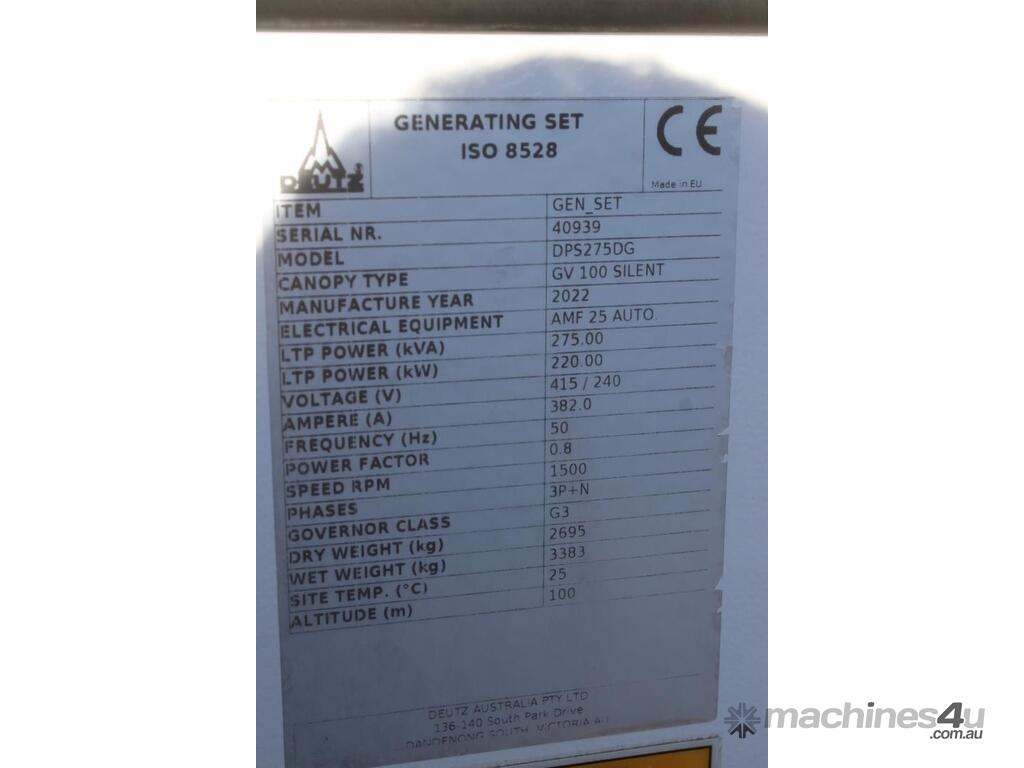 DEUTZ®
GENERATING SET
ISO 8528
CE
Made in EU
ITEM GEN_SET
SERIAL NR. 40939
MODEL DPS275DG
CANOPY TYPE GV 100 SILENT
MANUFACTURE YEAR 2022
ELECTRICAL EQUIPMENT AMF 25 AUTO.
LTP POWER (kVA) 275.00
LTP POWER (kW) 220.00
VOLTAGE (V) 415 / 240
AMPERE (A) 382.0
FREQUENCY (Hz) 50
POWER FACTOR 0.8
SPEED RPM 1500
PHASES 3P+N
GOVERNOR CLASS G3
DRY WEIGHT (kg) 2695
WET WEIGHT (kg) 3383
SITE TEMP. (°C) 25
ALTITUDE (m) 100
DEUTZ AUSTRALIA PTY LTD
136-140 South Park Drive
DANDENONG SOUTH, VICTORIA AU
machines4u
.com.au